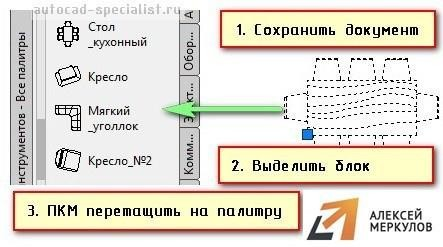 autocad-specialist.ru
Стол
_кухонный
Кресло
Мягкий
_уголлок
Кресло_№2
нструментов - Все палитры
Обор...
Комм...
1. Сохранить документ
2. Выделить блок
3. ПКМ перетащить на палитру
АЛЕКСЕЙ
МЕРКУЛОВ